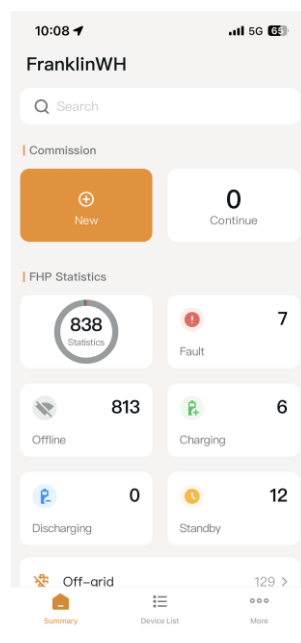 10:08 5G 65
FranklinWH
Search
Commission
New
0
Continue
FHP Statistics
838
Statistics
7
Fault
813
Offline
6
Charging
0
Discharging
12
Standby
Off-grid 129 >
Summary Device List More